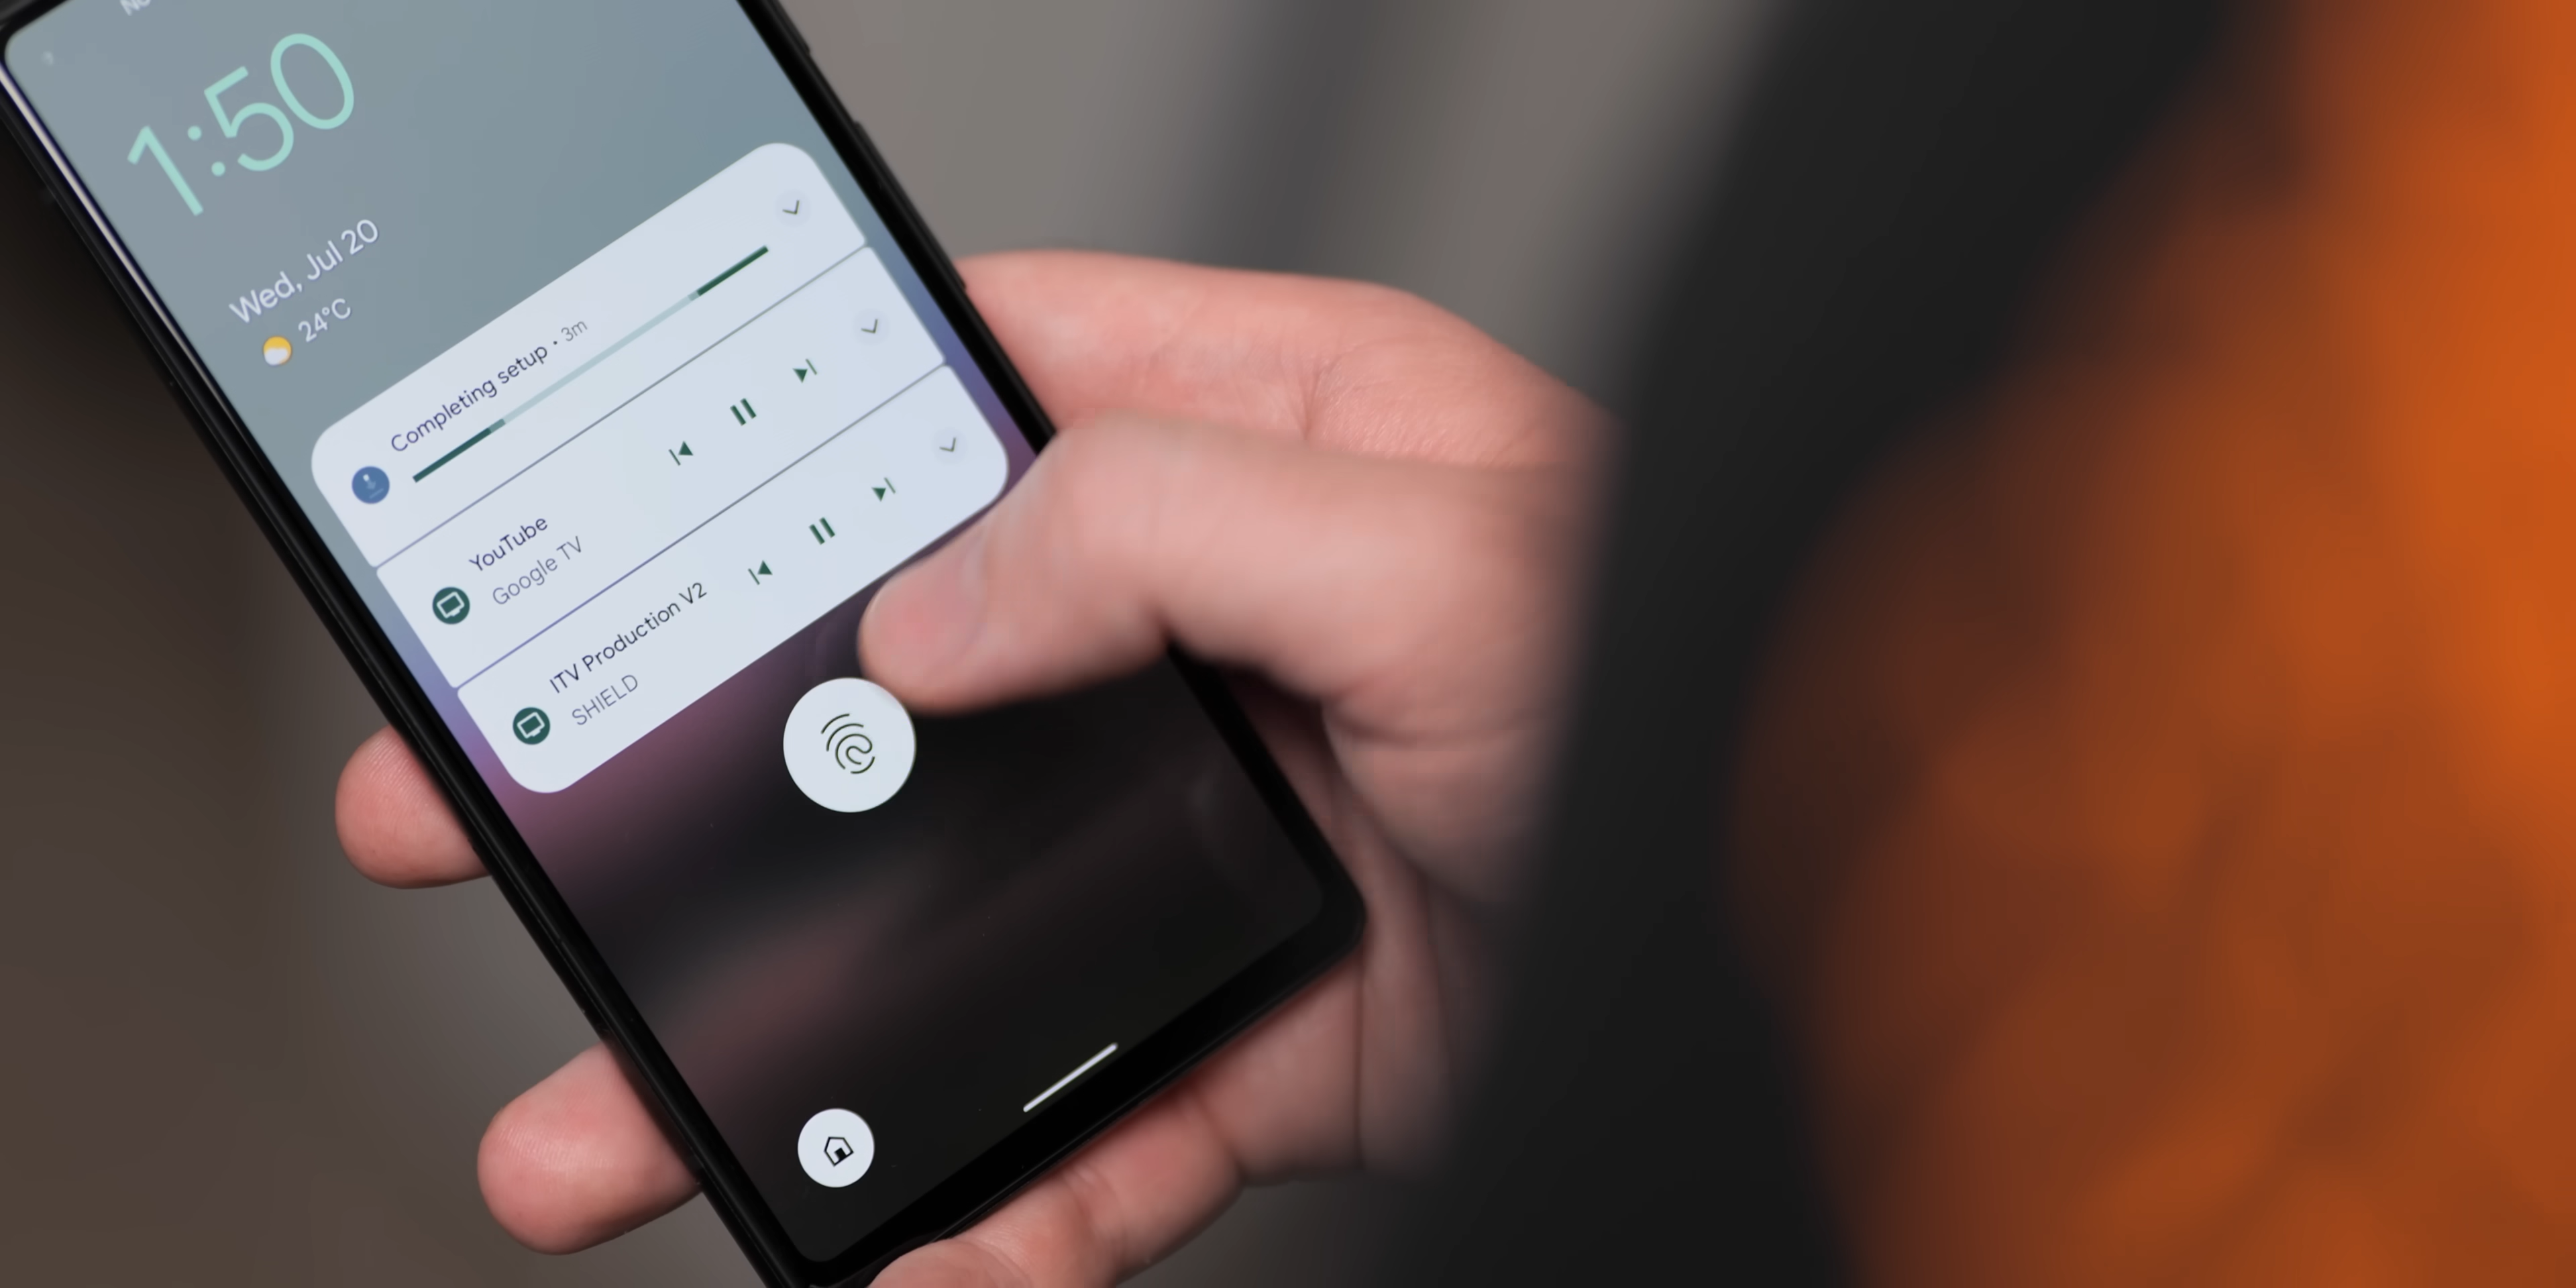 1:50
Wed, Jul 20
24°C
Completing setup • 3m
YouTube
Google TV
ITV Production V2
SHIELD